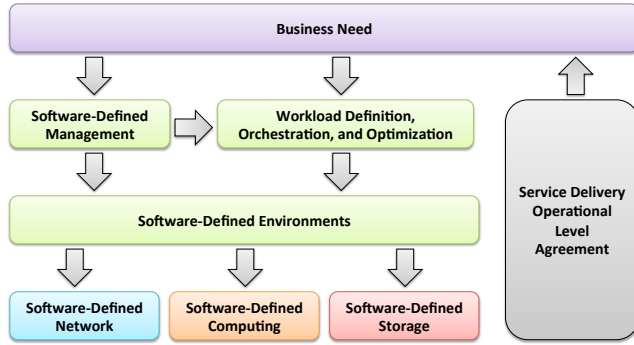 Business Need
Software-Defined
Management
Workload Definition,
Orchestration, and Optimization
Service Delivery
Operational
Level
Agreement
Software-Defined Environments
Software-Defined
Network
Software-Defined
Computing
Software-Defined
Storage